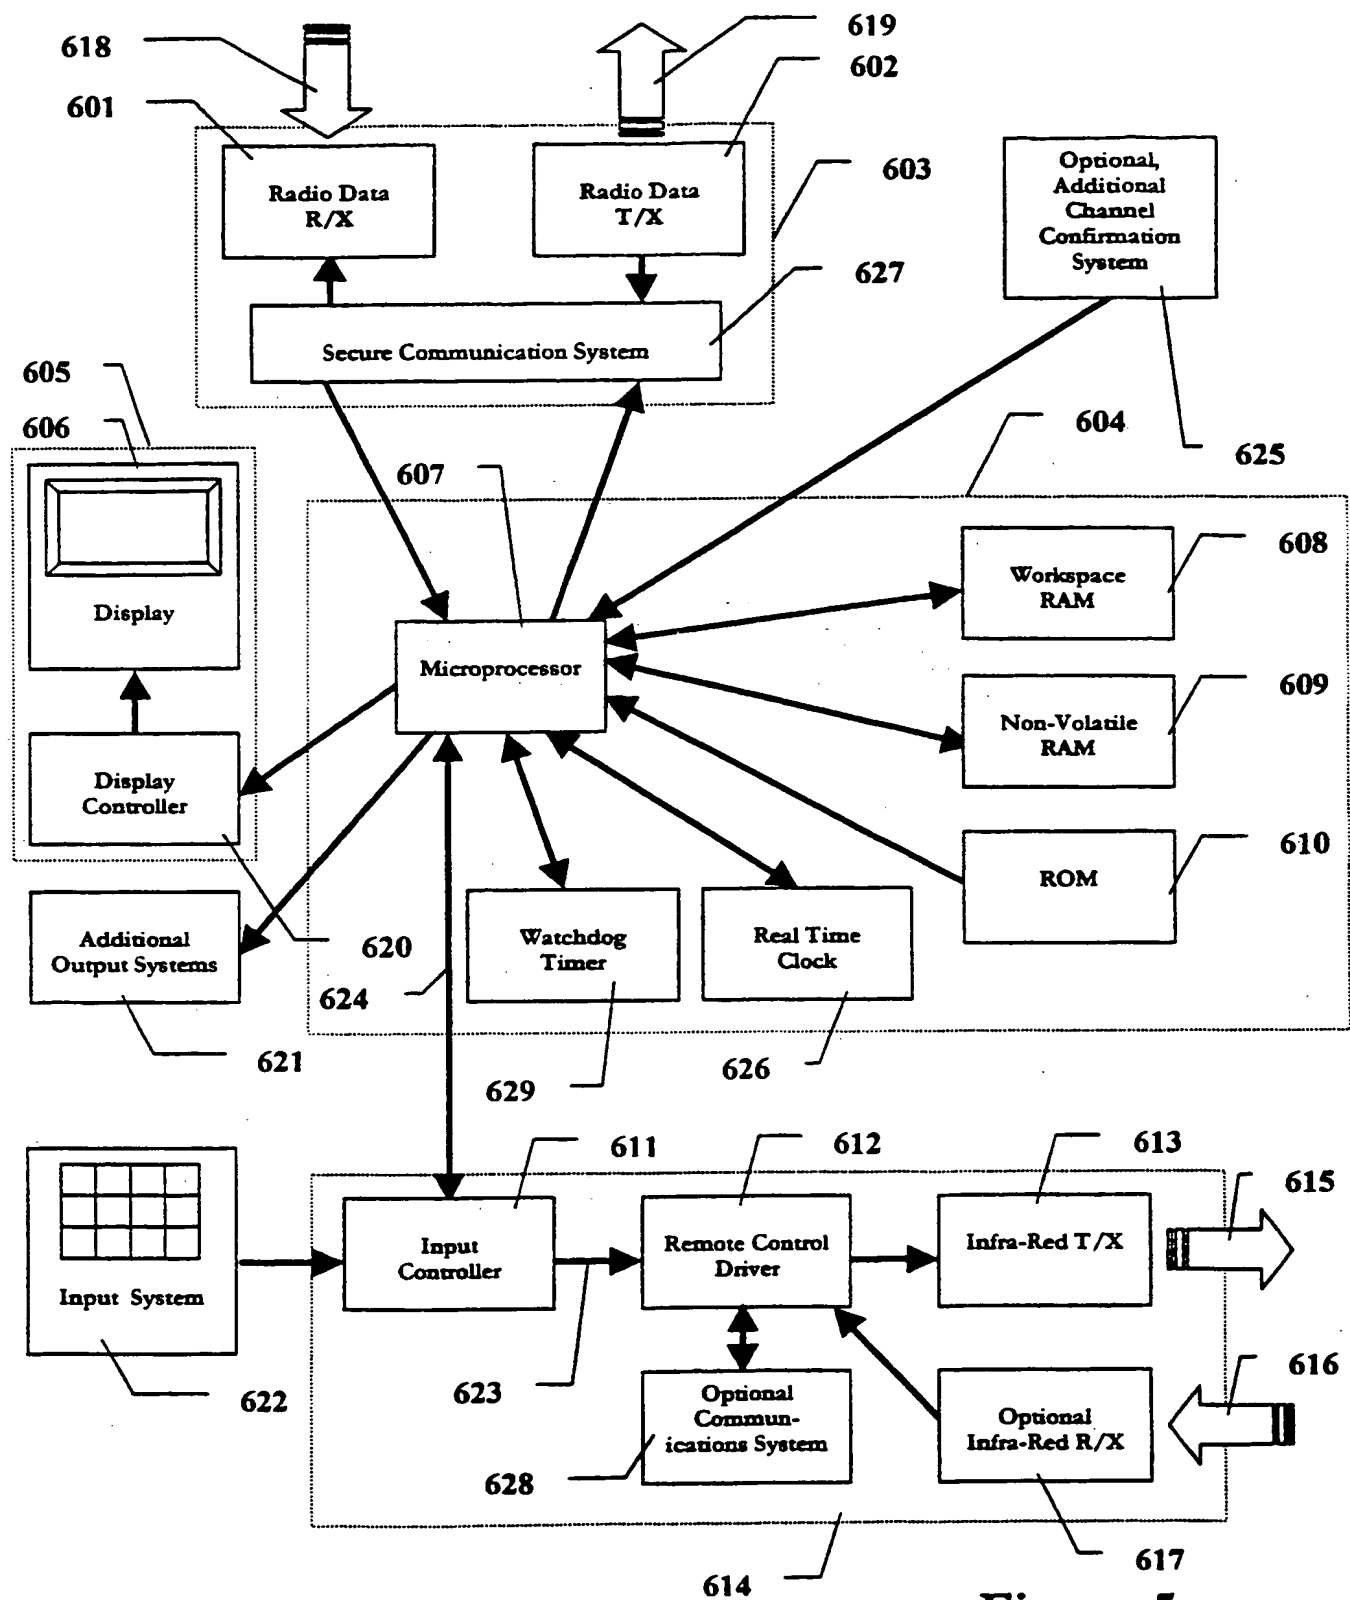 618
619
601
602
Radio Data
R/X
Radio Data
T/X
603
Optional,
Additional
Channel
Confirmation
System
627
Secure Communication System
605
606
604
625
607
Display
608
Workspace
RAM
Microprocessor
609
Non-Volatile
RAM
Display
Controller
610
ROM
Additional
Output Systems
620
624
Watchdog
Timer
Real Time
Clock
621
629
626
611
612
613
615
Input
Controller
Remote Control
Driver
Infra-Red T/X
Input System
622
623
616
Optional
Commun-
ications System
Optional
Infra-Red R/X
628
617
614